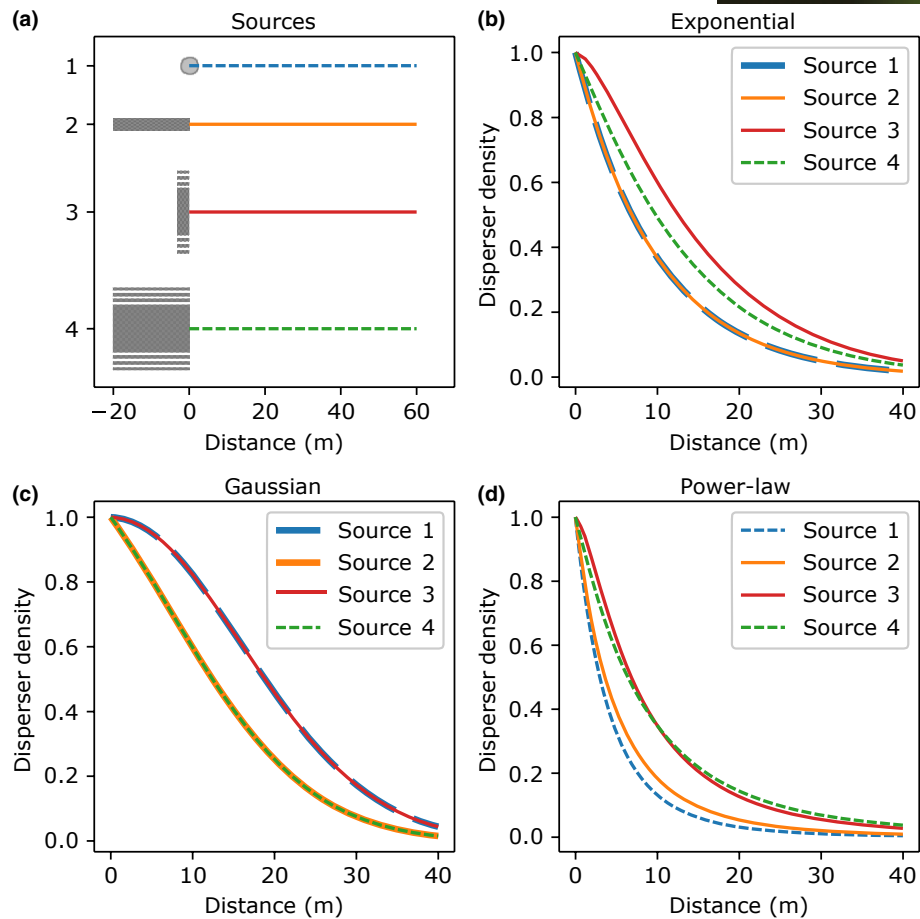 (a) Sources
1
2
3
4
−20 0 20 40 60
Distance (m)
(b) Exponential
Disperser density
1.0
0.8
0.6
0.4
0.2
0.0
Source 1
Source 2
Source 3
Source 4
0 10 20 30 40
Distance (m)
(c) Gaussian
Disperser density
1.0
0.8
0.6
0.4
0.2
0.0
Source 1
Source 2
Source 3
Source 4
0 10 20 30 40
Distance (m)
(d) Power-law
Disperser density
1.0
0.8
0.6
0.4
0.2
0.0
Source 1
Source 2
Source 3
Source 4
0 10 20 30 40
Distance (m)